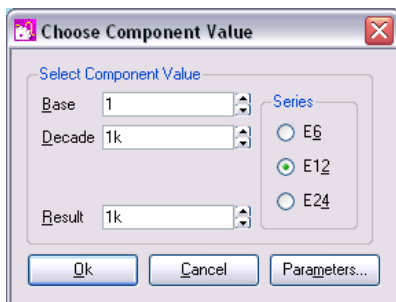 Choose Component Value
Select Component Value
Base 1
Decade 1k
Result 1k
Series
E6
E12
E24
Ok Cancel Parameters...